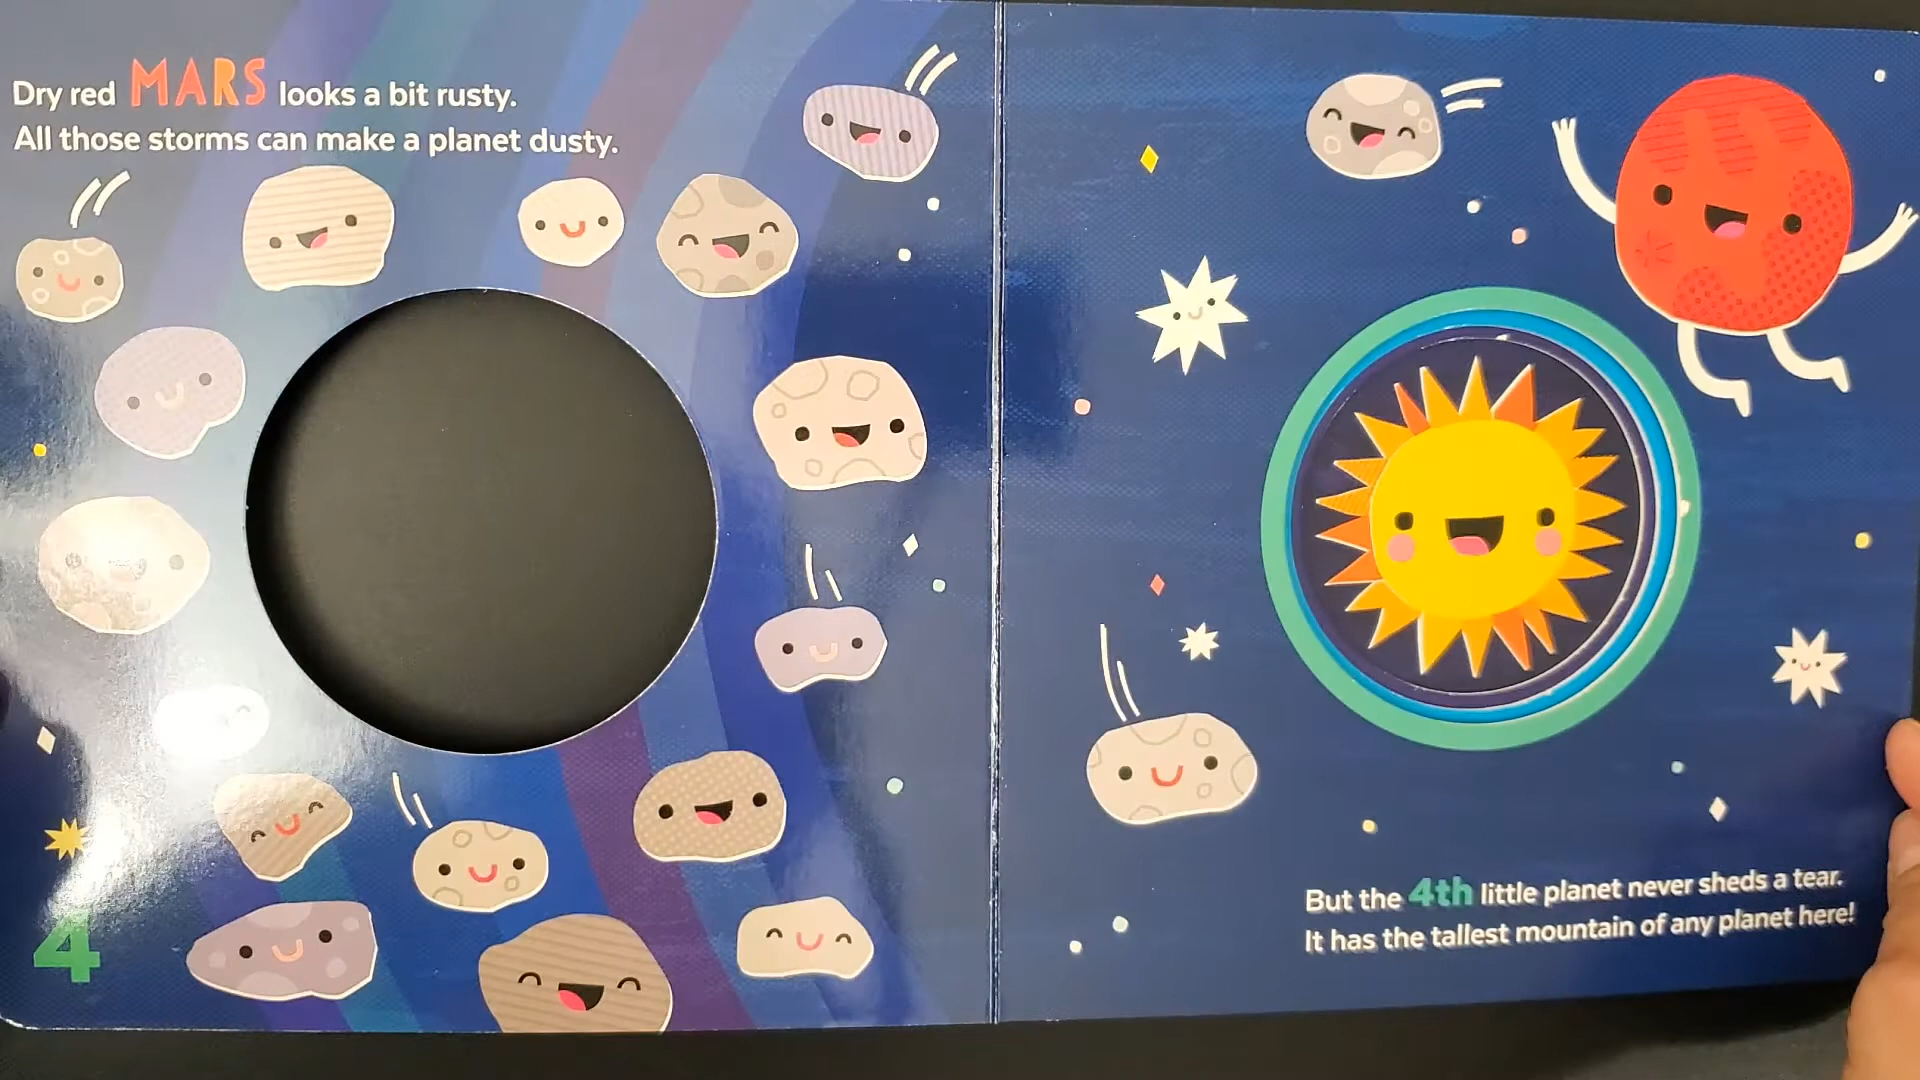 Dry red MARS looks a bit rusty.
All those storms can make a planet dusty.
4
But the 4th little planet never sheds a tear.
It has the tallest mountain of any planet here!